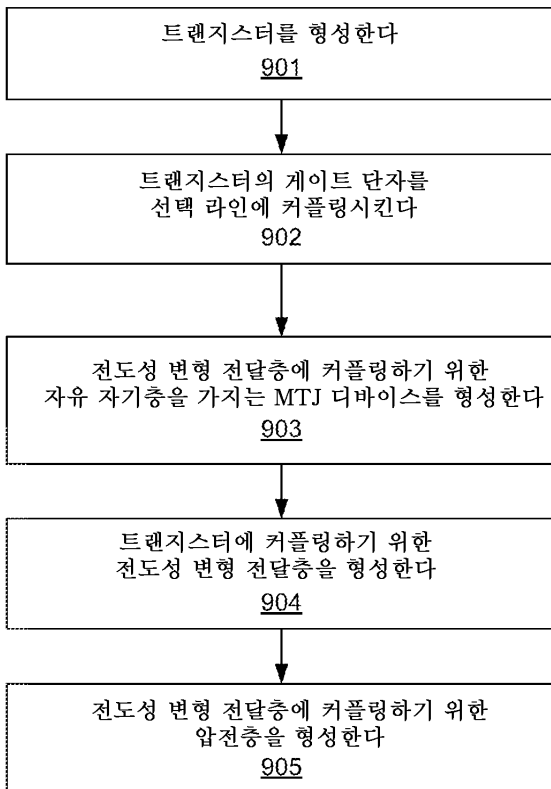 트랜지스터를 형성한다
901
트랜지스터의 게이트 단자를
선택 라인에 커플링시킨다
902
전도성 변형 전달층에 커플링하기 위한
자유 자기층을 가지는 MTJ 디바이스를 형성한다
903
트랜지스터에 커플링하기 위한
전도성 변형 전달층을 형성한다
904
전도성 변형 전달층에 커플링하기 위한
압전층을 형성한다
905